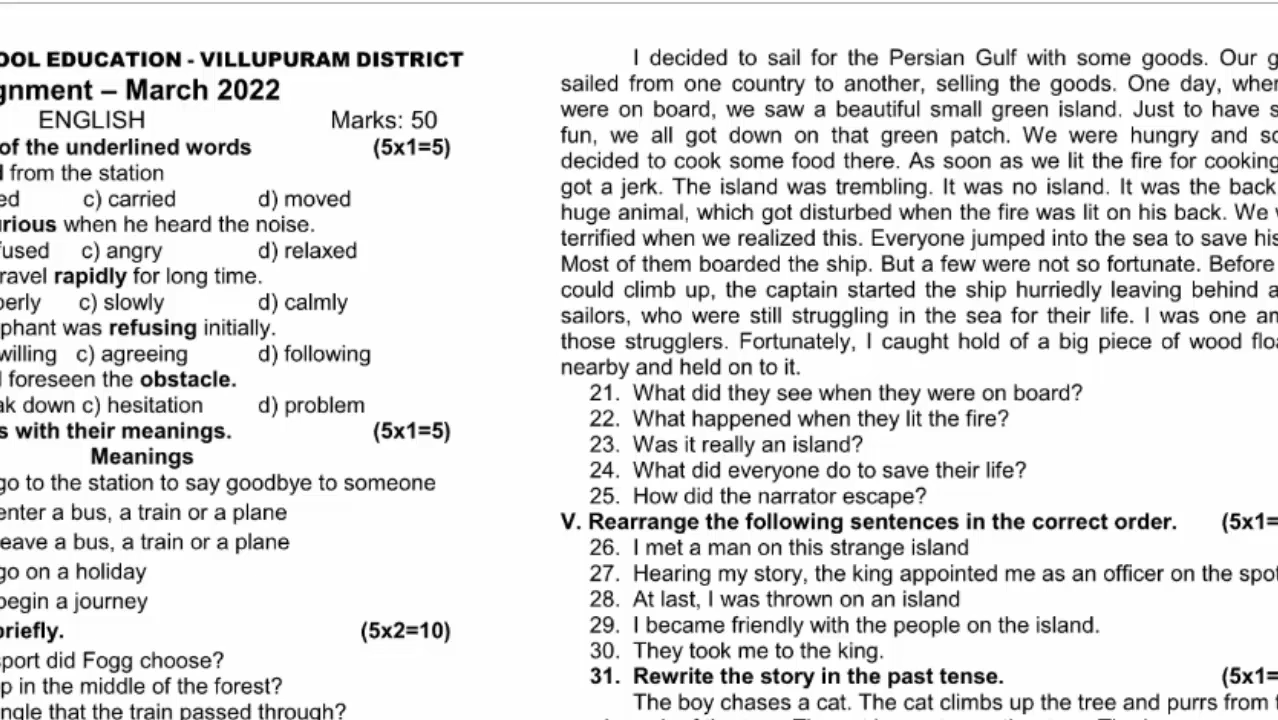 OOL EDUCATION - VILLUPURAM DISTRICT
gnment – March 2022
ENGLISH Marks: 50
of the underlined words (5x1=5)
from the station
ed c) carried d) moved
urious when he heard the noise.
fused c) angry d) relaxed
ravel rapidly for long time.
perly c) slowly d) calmly
phant was refusing initially.
willing c) agreeing d) following
foreseen the obstacle.
ak down c) hesitation d) problem
s with their meanings. (5x1=5)
Meanings
go to the station to say goodbye to someone
enter a bus, a train or a plane
eave a bus, a train or a plane
go on a holiday
begin a journey
briefly. (5x2=10)
sport did Fogg choose?
p in the middle of the forest?
ngle that the train passed through?
I decided to sail for the Persian Gulf with some goods. Our g
sailed from one country to another, selling the goods. One day, when
were on board, we saw a beautiful small green island. Just to have s
fun, we all got down on that green patch. We were hungry and so
decided to cook some food there. As soon as we lit the fire for cooking
got a jerk. The island was trembling. It was no island. It was the back
huge animal, which got disturbed when the fire was lit on his back. We
terrified when we realized this. Everyone jumped into the sea to save his
Most of them boarded the ship. But a few were not so fortunate. Before
could climb up, the captain started the ship hurriedly leaving behind a
sailors, who were still struggling in the sea for their life. I was one am
those strugglers. Fortunately, I caught hold of a big piece of wood floa
nearby and held on to it.
21. What did they see when they were on board?
22. What happened when they lit the fire?
23. Was it really an island?
24. What did everyone do to save their life?
25. How did the narrator escape?
V. Rearrange the following sentences in the correct order. (5x1=
26. I met a man on this strange island
27. Hearing my story, the king appointed me as an officer on the spot
28. At last, I was thrown on an island
29. I became friendly with the people on the island.
30. They took me to the king.
31. Rewrite the story in the past tense. (5x1=
The boy chases a cat. The cat climbs up the tree and purrs from